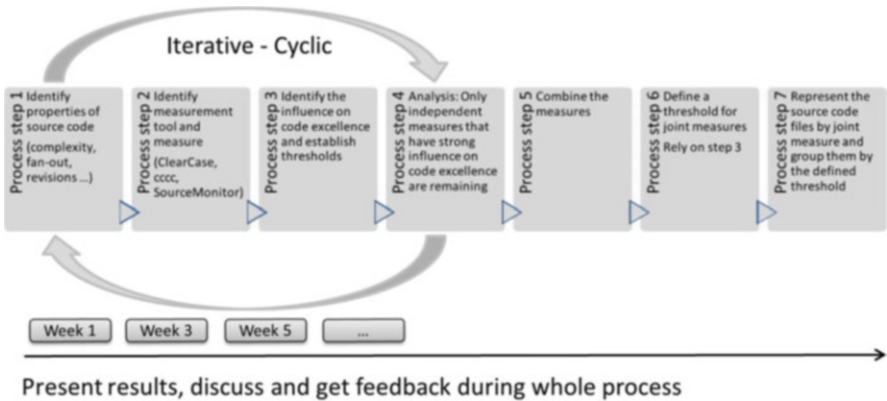 Iterative - Cyclic
Process step 1
Identify
properties of
source code
(complexity,
fan-out,
revisions ...)
Process step 2
Identify
measurement
tool and
measure
(ClearCase,
cccc,
SourceMonitor)
Process step 3
Identify the
influence on
code excellence
and establish
thresholds
Process step 4
Analysis: Only
independent
measures that
have strong
influence on
code excellence
are remaining
Process step 5
Combine the
measures
Process step 6
Define a
threshold for
joint measures
Rely on step 3
Process step 7
Represent the
source code
files by joint
measure and
group them by
the defined
threshold
Week 1
Week 3
Week 5
...
Present results, discuss and get feedback during whole process